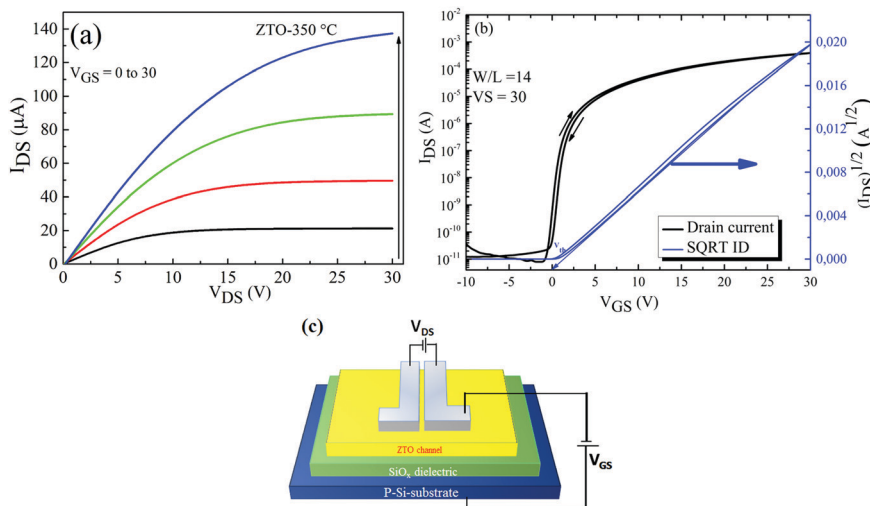 (a)
ZTO-350 °C
V_GS = 0 to 30
I_DS (μA)
140
120
100
80
60
40
20
0
0 5 10 15 20 25 30
V_DS (V)
(b)
W/L =14
VS = 30
I_DS (A)
10^-3
10^-4
10^-5
10^-6
10^-7
10^-8
10^-9
10^-10
10^-11
10^-2
V_th
Drain current
SQRT ID
-10 -5 0 5 10 15 20 25 30
V_GS (V)
0,020
0,016
0,012
0,008
0,004
0,000
(I_DS)^1/2 (A^1/2)
(c)
V_DS
ZTO channel
SiO_x dielectric
P-Si-substrate
V_GS